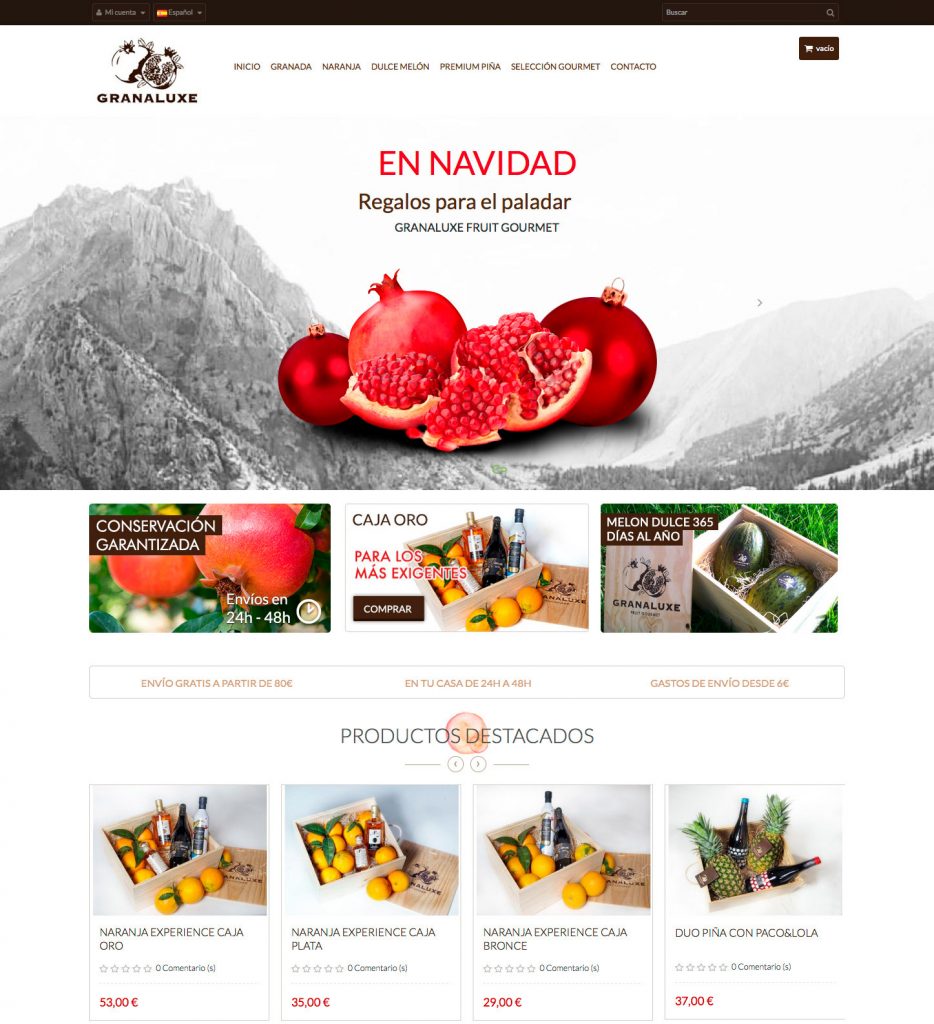 Mi cuenta
Español
Buscar
GRANALUXE
INICIO GRANADA NARANJA DULCE MELÓN PREMIUM PIÑA SELECCIÓN GOURMET CONTACTO
vacío
EN NAVIDAD
Regalos para el paladar
GRANALUXE FRUIT GOURMET
CONSERVACIÓN
GARANTIZADA
Envíos en
24h - 48h
CAJA ORO
PARA LOS
MÁS EXIGENTES
COMPRAR
GRANALUXE
MELON DULCE 365
DÍAS AL AÑO
GRANALUXE
FRUIT GOURMET
ENVÍO GRATIS A PARTIR DE 80€
EN TU CASA DE 24H A 48H
GASTOS DE ENVÍO DESDE 6€
PRODUCTOS DESTACADOS
GRANALUXE
NARANJA EXPERIENCE CAJA
ORO
0 Comentario (s)
53,00 €
NARANJA EXPERIENCE CAJA
PLATA
0 Comentario (s)
35,00 €
NARANJA EXPERIENCE CAJA
BRONCE
0 Comentario (s)
29,00 €
DUO PIÑA CON PACO&LOLA
0 Comentario (s)
37,00 €